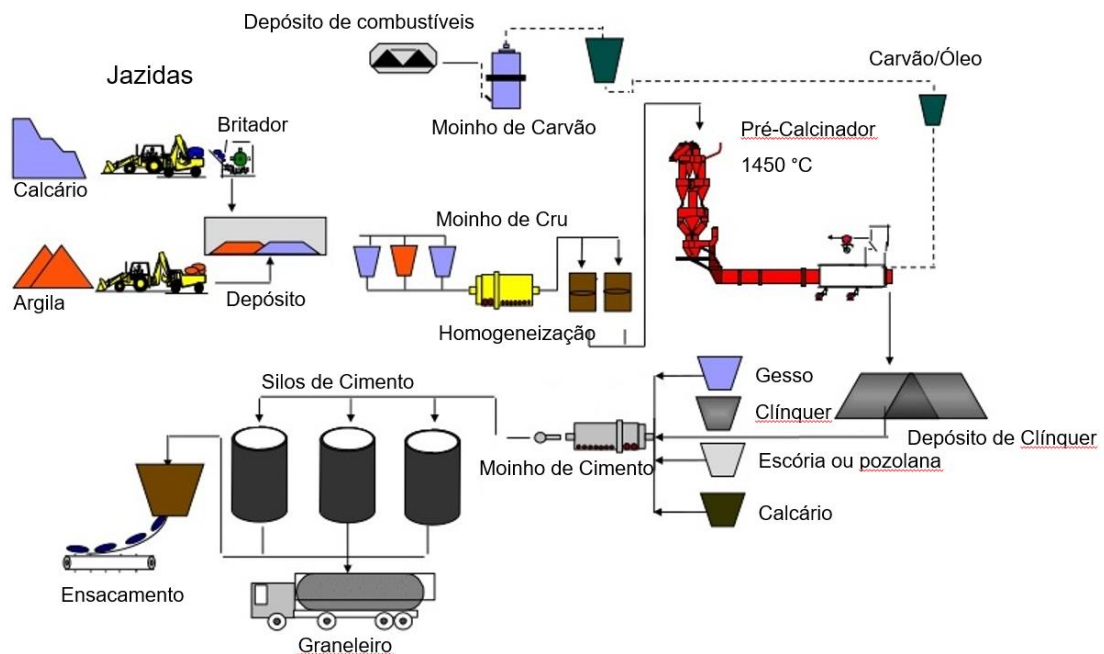 Depósito de combustíveis
Carvão/Óleo
Jazidas
Britador
Moinho de Carvão
Pré-Calcinador
1450 °C
Calcário
Moinho de Cru
Argila
Depósito
Homogeneização
Silos de Cimento
Gesso
Clínquer
Depósito de Clínquer
Moinho de Cimento
Escória ou pozolana
Calcário
Ensacamento
Graneleiro